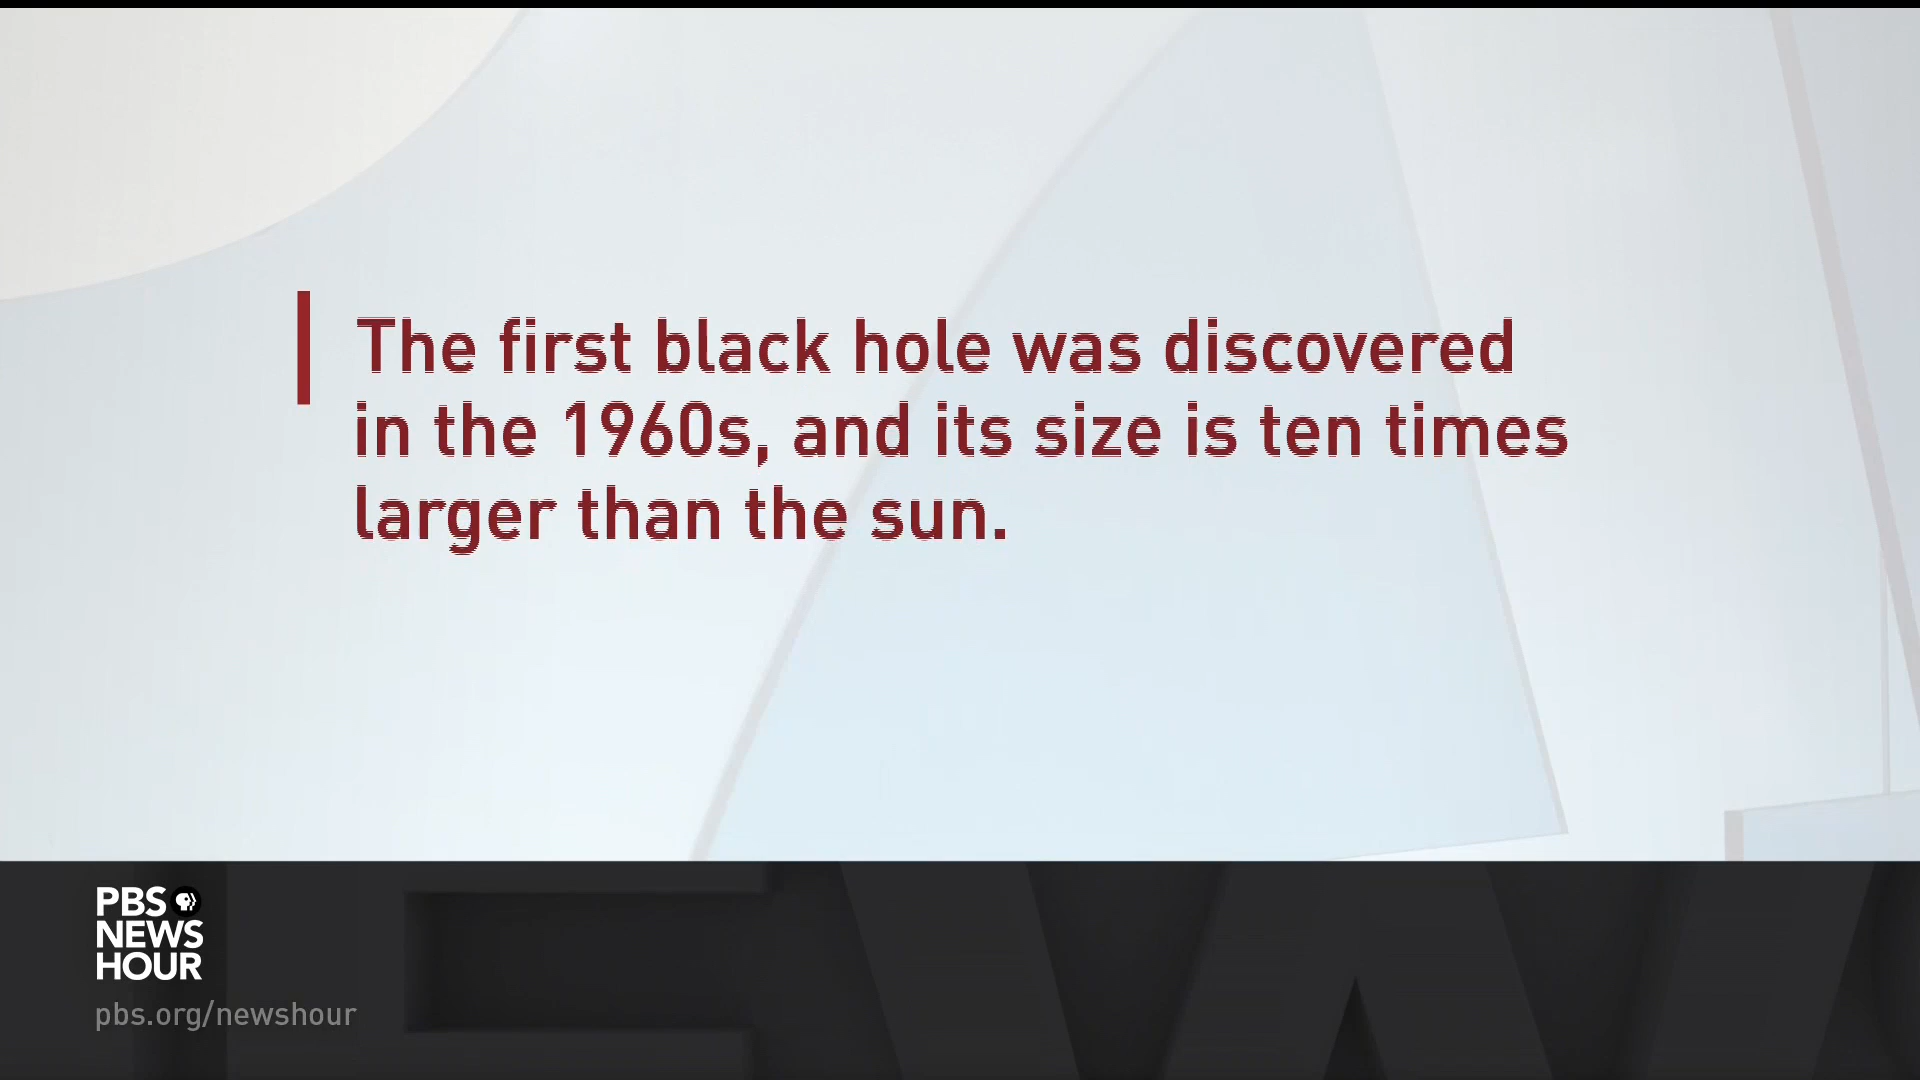 The first black hole was discovered
in the 1960s, and its size is ten times
larger than the sun.
PBS
NEWS
HOUR
pbs.org/newshour